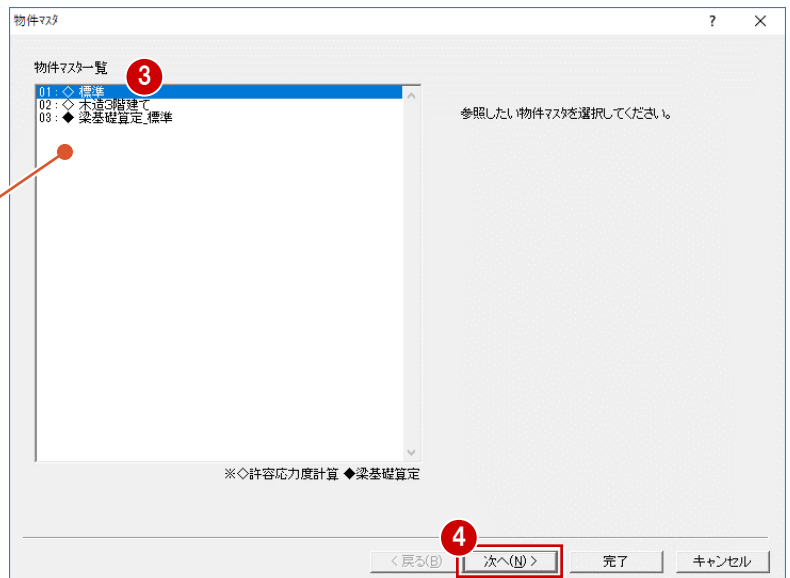 物件マスタ
? ×
物件マスター覧
3
01:◇ 標準
02:◇ 木造3階建て
03:◆ 梁基礎算定_標準
参照したい物件マスタを選択してください。
※◇許容応力度計算 ◆梁基礎算定
4
<戻る(B)
次へ(N)>
完了
キャンセル